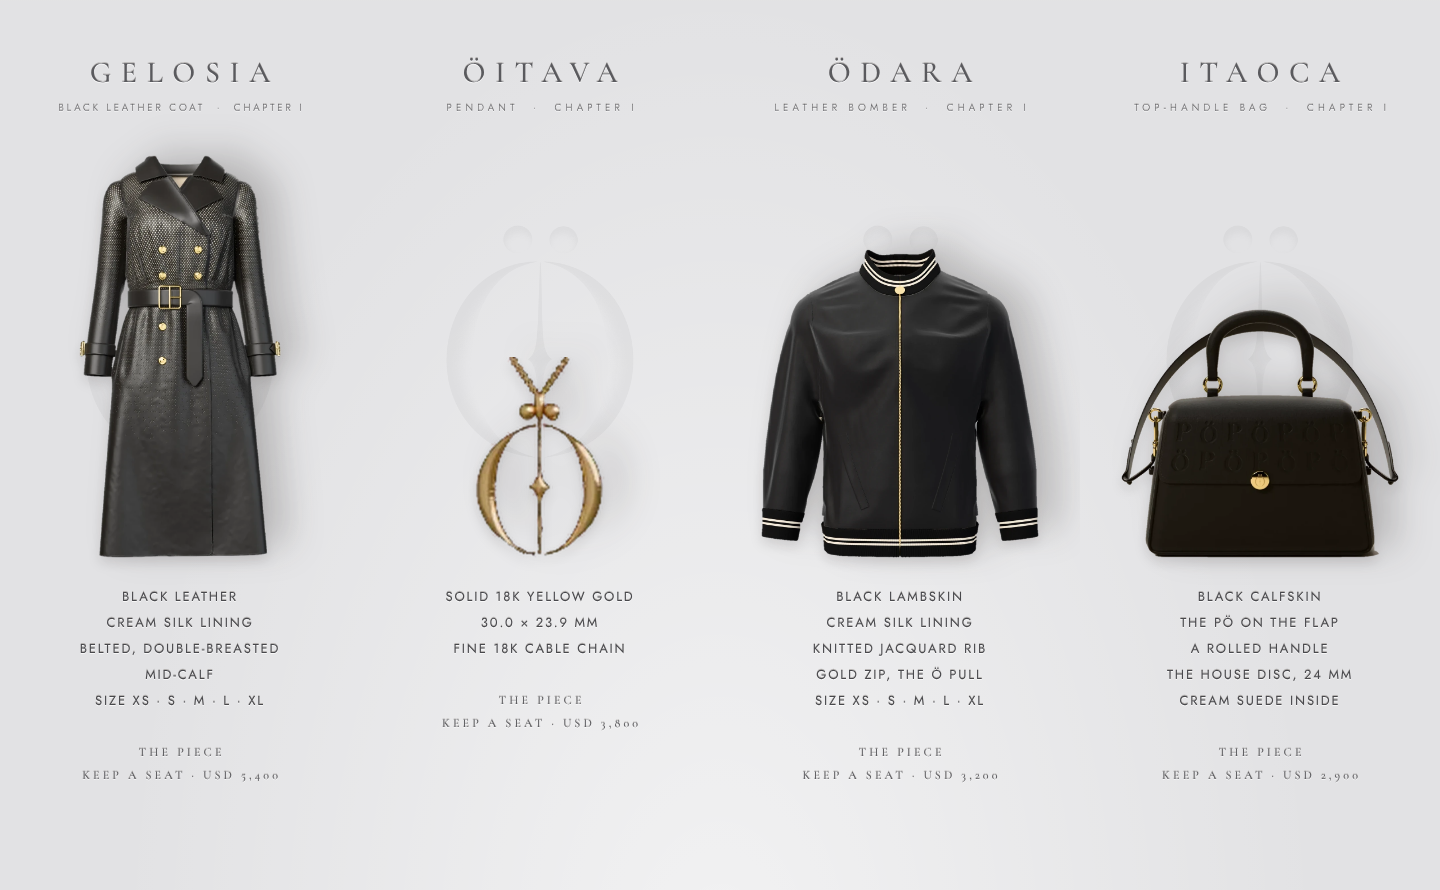 GELOSIA
BLACK LEATHER COAT · CHAPTER I
BLACK LEATHER
CREAM SILK LINING
BELTED, DOUBLE-BREASTED
MID-CALF
SIZE XS · S · M · L · XL
THE PIECE
KEEP A SEAT · USD 5,400
ÖITAVA
PENDANT · CHAPTER I
SOLID 18K YELLOW GOLD
30.0 × 23.9 MM
FINE 18K CABLE CHAIN
THE PIECE
KEEP A SEAT · USD 3,800
ÖDARA
LEATHER BOMBER · CHAPTER I
BLACK LAMBSKIN
CREAM SILK LINING
KNITTED JACQUARD RIB
GOLD ZIP, THE Ö PULL
SIZE XS · S · M · L · XL
THE PIECE
KEEP A SEAT · USD 3,200
ITAOCA
TOP-HANDLE BAG · CHAPTER I
PÖPÖPÖP
ÖPÖPÖPÖ
BLACK CALFSKIN
THE PÖ ON THE FLAP
A ROLLED HANDLE
THE HOUSE DISC, 24 MM
CREAM SUEDE INSIDE
THE PIECE
KEEP A SEAT · USD 2,900